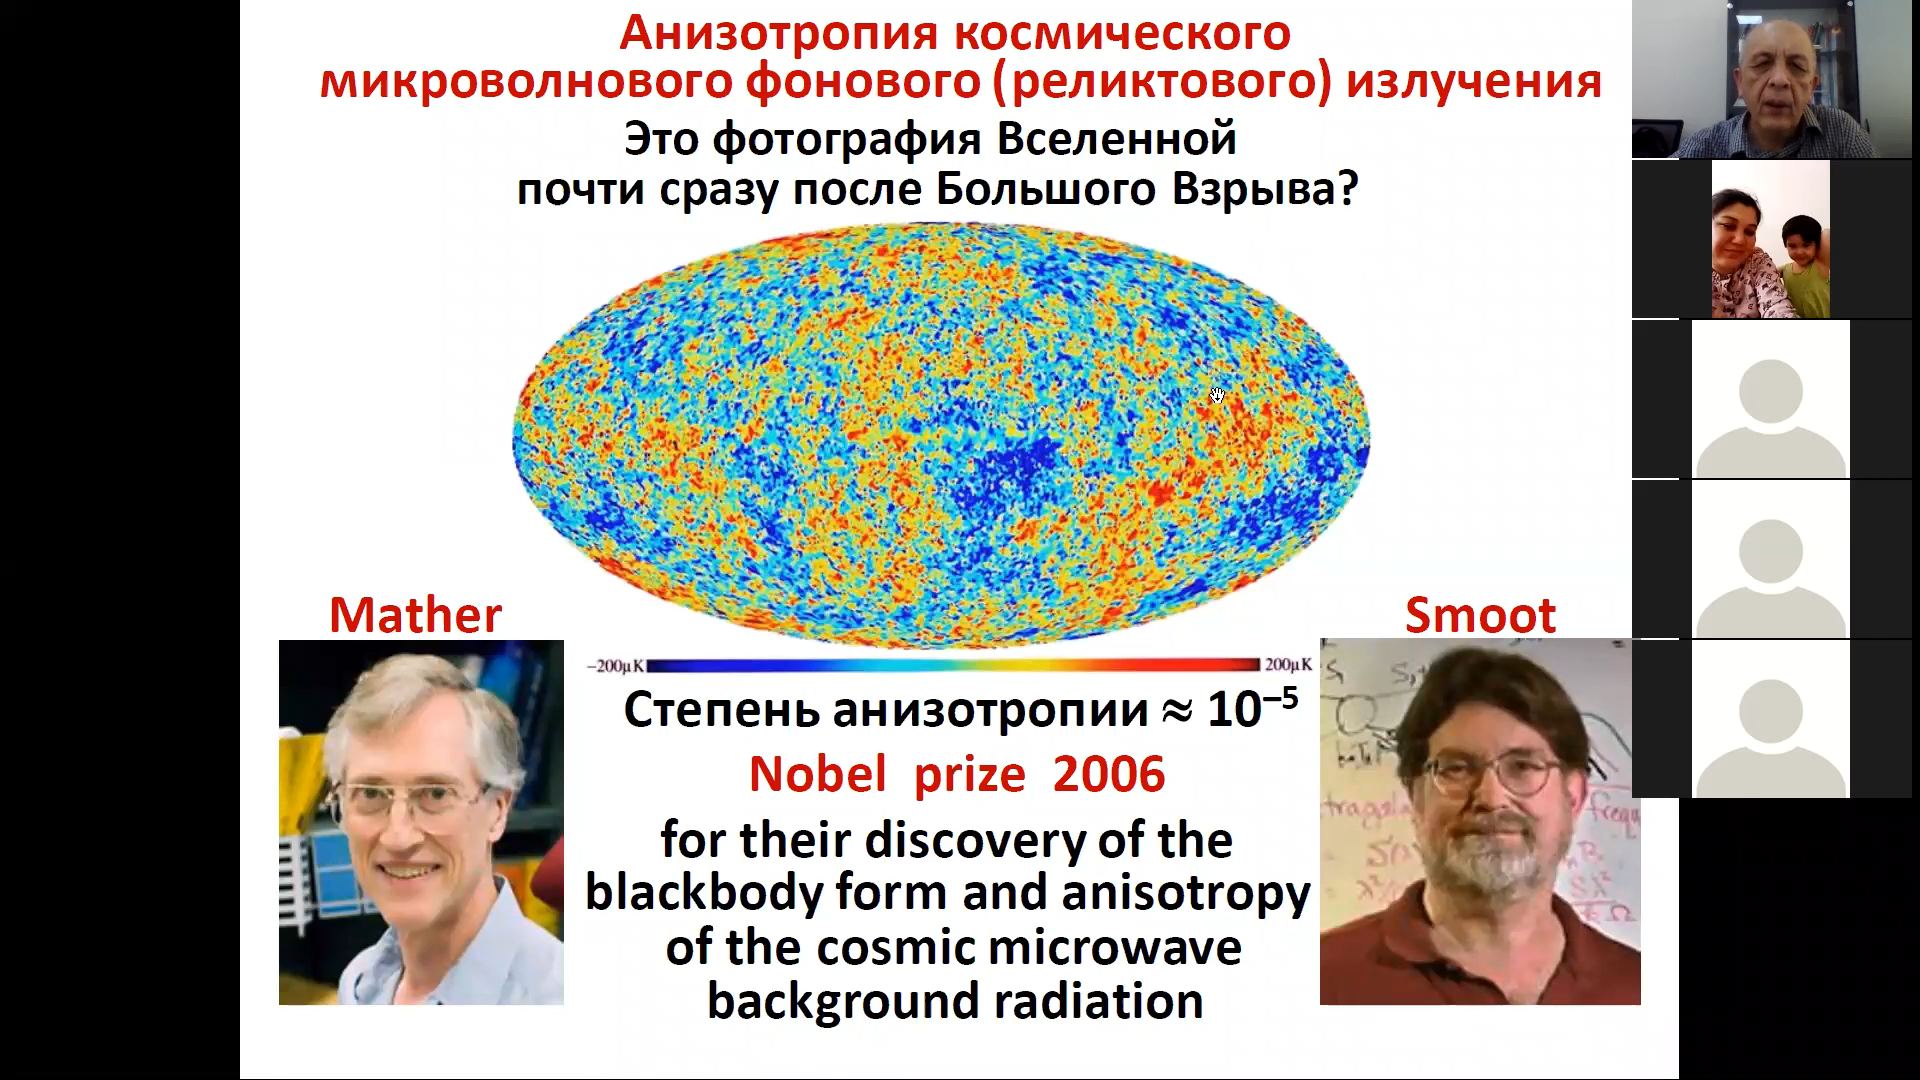 Анизотропия космического
микроволнового фонового (реликтового) излучения
Это фотография Вселенной
почти сразу после Большого Взрыва?
Mather
Smoot
−200μK
200μK
Степень анизотропии ≈ 10⁻⁵
Nobel prize 2006
for their discovery of the
blackbody form and anisotropy
of the cosmic microwave
background radiation